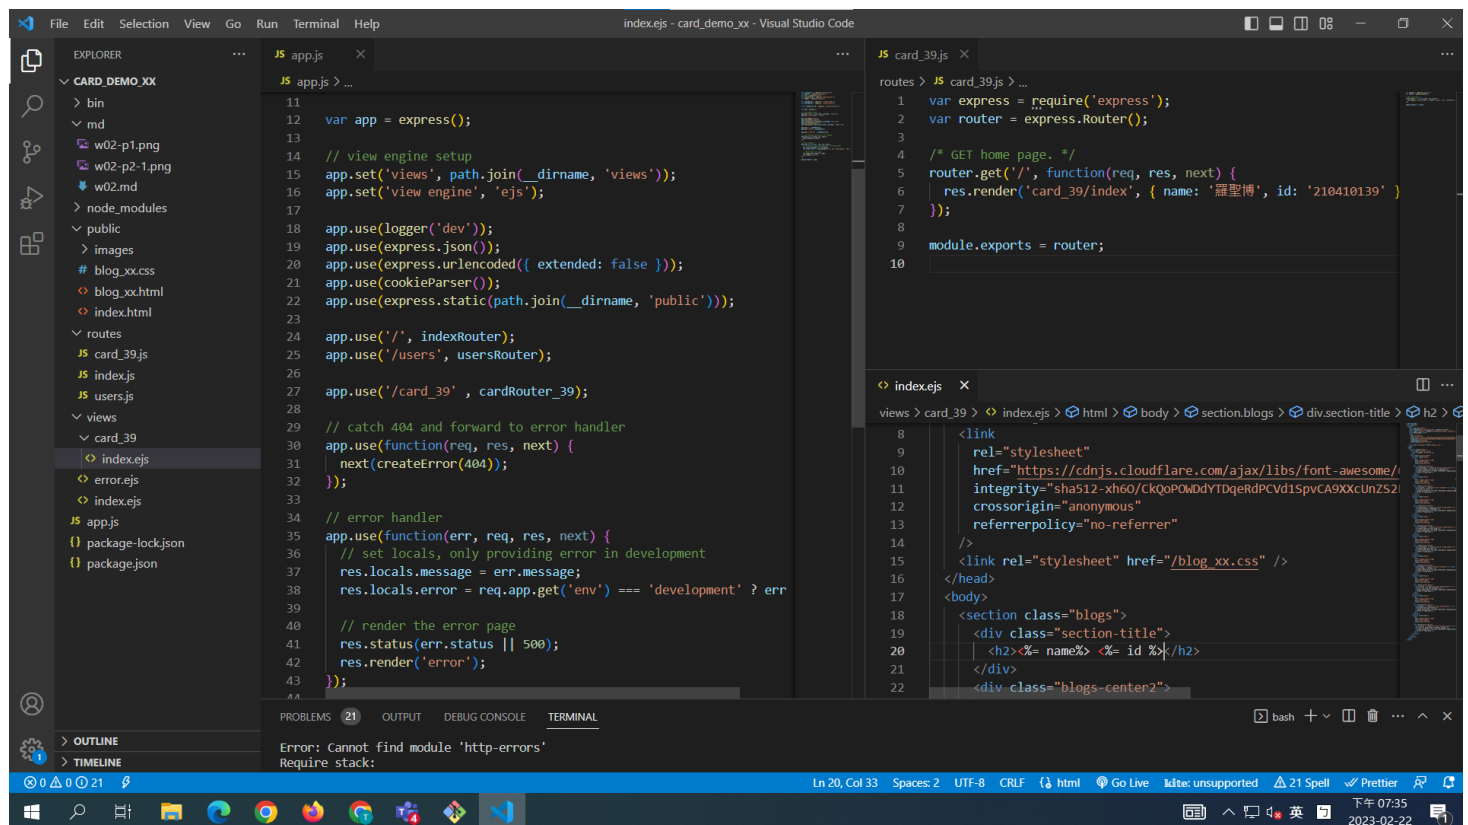 File Edit Selection View Go Run Terminal Help
index.ejs - card_demo_xx - Visual Studio Code
EXPLORER
CARD_DEMO_XX
bin
md
w02-p1.png
w02-p2-1.png
w02.md
node_modules
public
images
# blog_xx.css
<> blog_xx.html
<> index.html
routes
JS card_39.js
JS index.js
JS users.js
views
card_39
<> index.ejs
<> error.ejs
<> index.ejs
JS app.js
{} package-lock.json
{} package.json
OUTLINE
TIMELINE
JS app.js
JS app.js > ...
11
12 var app = express();
13
14 // view engine setup
15 app.set('views', path.join(__dirname, 'views'));
16 app.set('view engine', 'ejs');
17
18 app.use(logger('dev'));
19 app.use(express.json());
20 app.use(express.urlencoded({ extended: false }));
21 app.use(cookieParser());
22 app.use(express.static(path.join(__dirname, 'public')));
23
24 app.use('/', indexRouter);
25 app.use('/users', usersRouter);
26
27 app.use('/card_39' , cardRouter_39);
28
29 // catch 404 and forward to error handler
30 app.use(function(req, res, next) {
31 next(createError(404));
32 });
33
34 // error handler
35 app.use(function(err, req, res, next) {
36 // set locals, only providing error in development
37 res.locals.message = err.message;
38 res.locals.error = req.app.get('env') === 'development' ? err
39
40 // render the error page
41 res.status(err.status || 500);
42 res.render('error');
43 });
44
JS card_39.js
routes > JS card_39.js > ...
1 var express = require('express');
2 var router = express.Router();
3
4 /* GET home page. */
5 router.get('/', function(req, res, next) {
6 res.render('card_39/index', { name: '羅聖博', id: '210410139' }
7 });
8
9 module.exports = router;
10
<> index.ejs
views > card_39 > <> index.ejs > html > body > section.blogs > div.section-title > h2 >
8 <link
9 rel="stylesheet"
10 href="https://cdnjs.cloudflare.com/ajax/libs/font-awesome/
11 integrity="sha512-xh6O/CkQoPOWDdYTDqeRdPCVd1SpvCA9XXcUnZS2
12 crossorigin="anonymous"
13 referrerpolicy="no-referrer"
14 />
15 <link rel="stylesheet" href="/blog_xx.css" />
16 </head>
17 <body>
18 <section class="blogs">
19 <div class="section-title">
20 <h2><%= name%> <%= id %></h2>
21 </div>
22 <div class="blogs-center2">
PROBLEMS 21 OUTPUT DEBUG CONSOLE TERMINAL
bash
Error: Cannot find module 'http-errors'
Require stack:
1
0 0 21
Ln 20, Col 33 Spaces: 2 UTF-8 CRLF html Go Live kite: unsupported 21 Spell Prettier
T
4
英
下午 07:35
2023-02-22
1